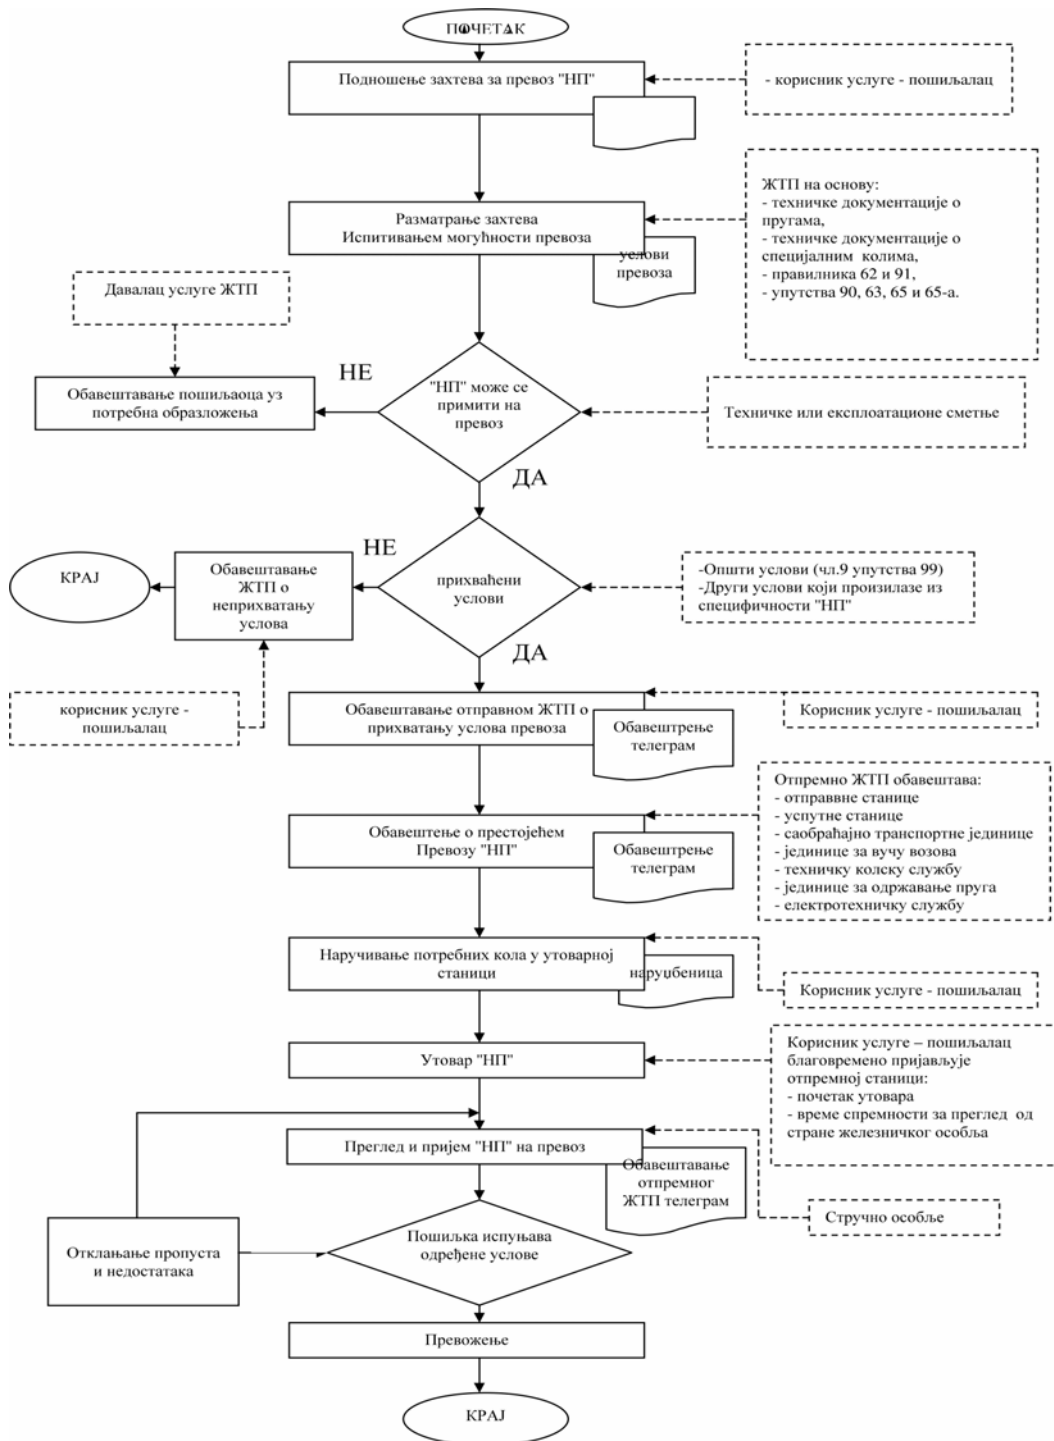 ПОЧЕТАК
Подношење захтева за превоз "НП"
- корисник услуге - пошиљалац
Разматрање захтева
Испитивањем могућности превоза
услови
превоза
ЖТП на основу:
- техничке документације о
пругама,
- техничке документације о
специјалним колима,
- правилника 62 и 91,
- упутства 90, 63, 65 и 65-а.
Давалац услуге ЖТП
Обавештавање пошиљаоца уз
потребна образложења
НЕ
"НП" може се
примити на
превоз
Техничке или експлоатационе сметње
ДА
КРАЈ
Обавештавање
ЖТП о
неприхватању
услова
НЕ
прихваћени
услови
-Општи услови (чл.9 упутства 99)
-Други услови који произилазе из
специфичности "НП"
ДА
корисник услуге -
пошиљалац
Обавештавање отправном ЖТП о
прихватању услова превоза
Обавештрење
телеграм
Корисник услуге - пошиљалац
Обавештење о престојећем
Превозу "НП"
Обавештрење
телеграм
Отпремно ЖТП обавештава:
- отправвне станице
- успутне станице
- саобраћајно транспортне јединице
- јединице за вучу возова
- техничку колску службу
- јединице за одржавање пруга
- електротехничку службу
Наручивање потребних кола у утоварној
станици
наруџбеница
Корисник услуге - пошиљалац
Утовар "НП"
Корисник услуге – пошиљалац
благовремено пријављује
отпремној станици:
- почетак утовара
- време спремности за преглед од
стране железничког особља
Преглед и пријем "НП" на превоз
Обавештавање
отпремног
ЖТП телеграм
Стручно особље
Отклањање пропуста
и недостатака
Пошиљка испуњава
одређене услове
Превожење
КРАЈ